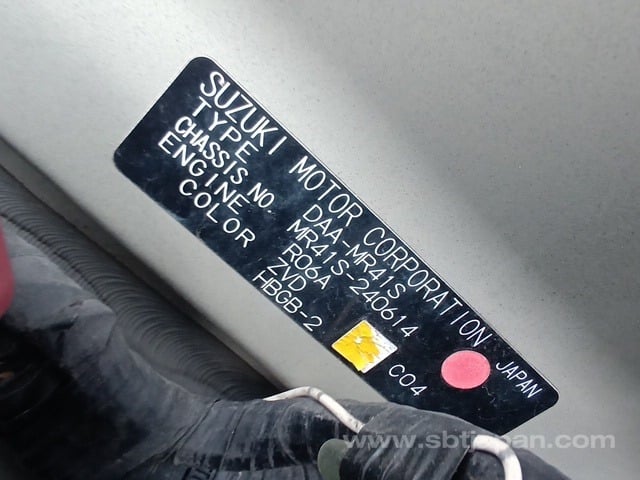 SUZUKI MOTOR CORPORATION JAPAN
TYPE DAA-MR41S
CHASSIS NO MR41S-240614
ENGINE R06A
COLOR ZVD
HBGB-2 C04
www.sbtjapan.com